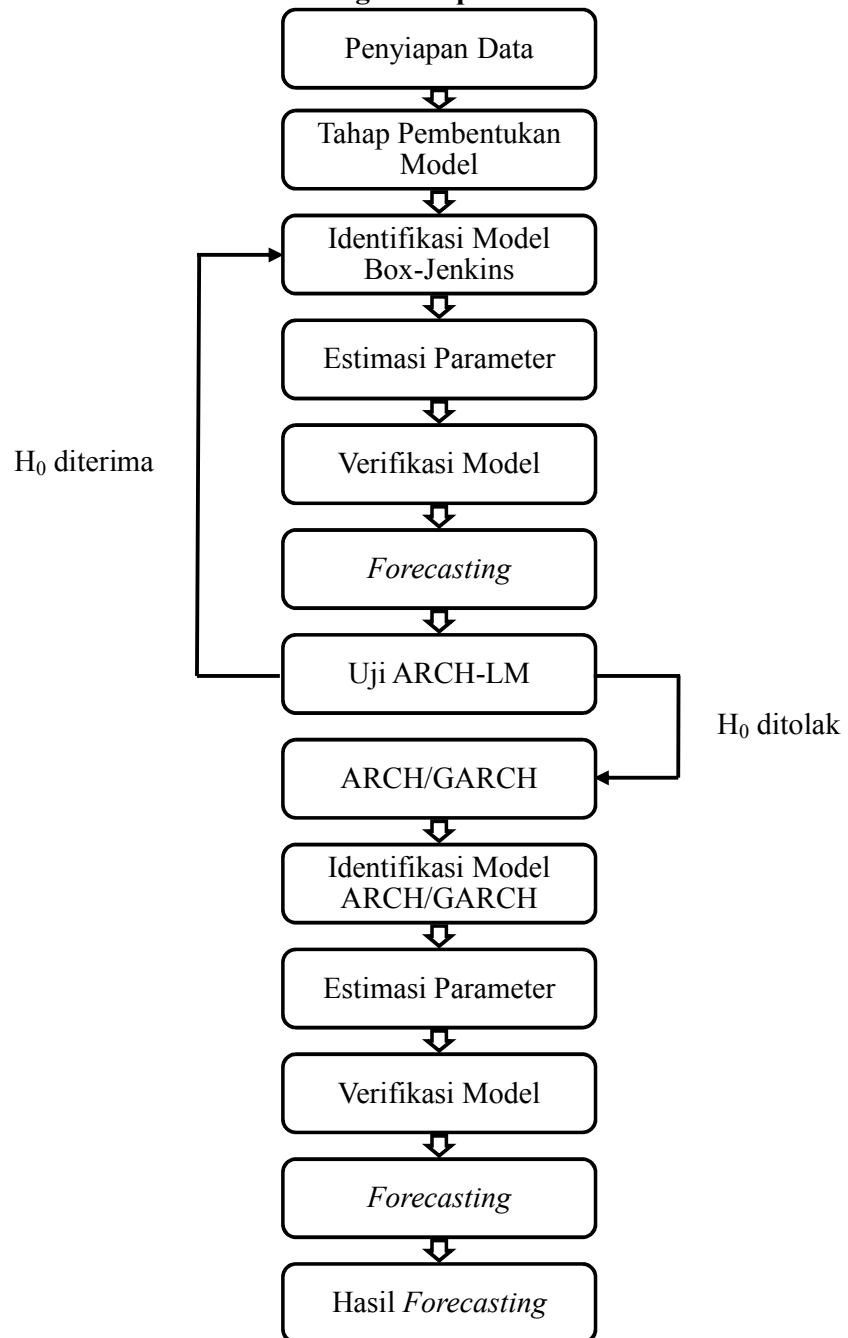 Penyiapan Data
Tahap Pembentukan
Model
Identifikasi Model
Box-Jenkins
Estimasi Parameter
H₀ diterima
Verifikasi Model
Forecasting
Uji ARCH-LM
H₀ ditolak
ARCH/GARCH
Identifikasi Model
ARCH/GARCH
Estimasi Parameter
Verifikasi Model
Forecasting
Hasil Forecasting